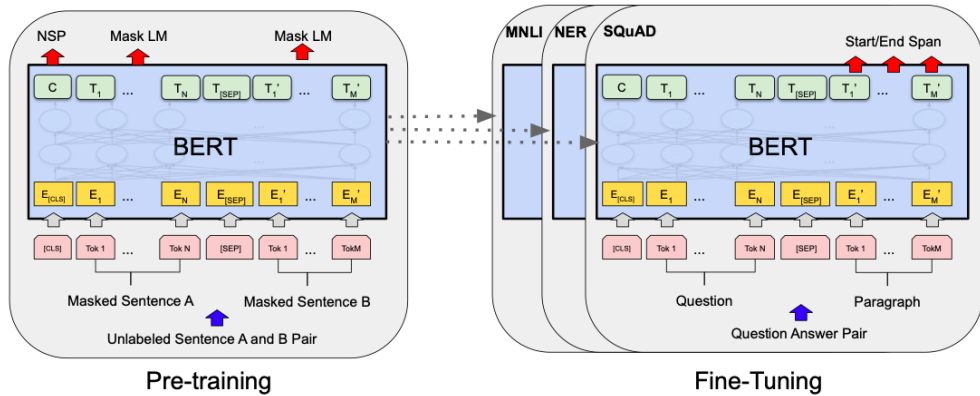 NSP Mask LM Mask LM
C T1 ... TN T[SEP] T1' ... TM'
BERT
E[CLS] E1 ... EN E[SEP] E1' ... EM'
[CLS] Tok 1 ... Tok N [SEP] Tok 1 ... TokM
Masked Sentence A Masked Sentence B
Unlabeled Sentence A and B Pair
Pre-training
MNLI NER SQuAD
Start/End Span
C T1 ... TN T[SEP] T1' ... TM'
BERT
E[CLS] E1 ... EN E[SEP] E1' ... EM'
[CLS] Tok 1 ... Tok N [SEP] Tok 1 ... TokM
Question Paragraph
Question Answer Pair
Fine-Tuning